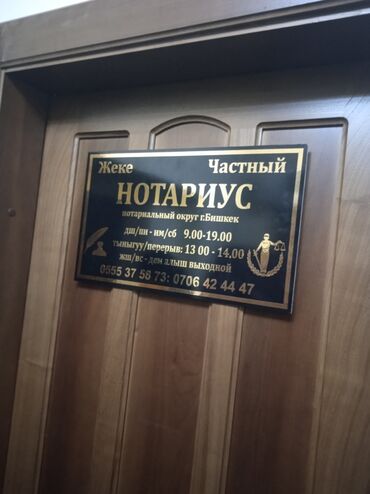 Жеке Частный
НОТАРИУС
нотариальный округ г.Бишкек
дш/пн - им/сб 9.00-19.00
тыныгуу/перерыв: 13 00 - 14.00
жш/вс - дем алыш выходной
0555 37 58 73: 0706 42 44 47